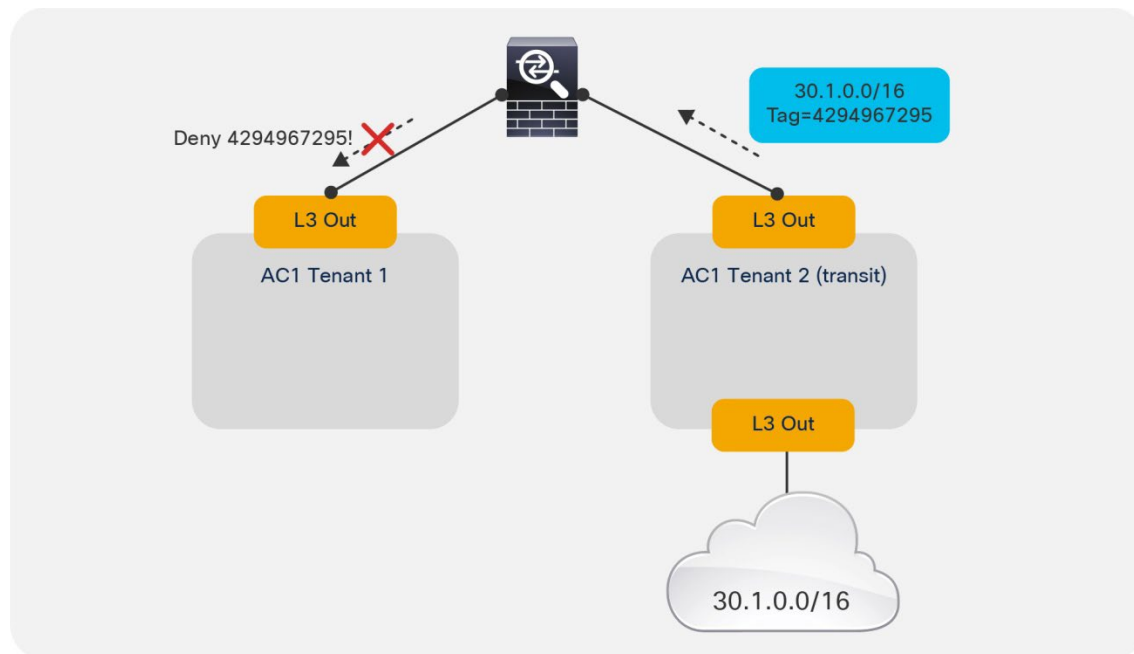 30.1.0.0/16
Tag=4294967295
Deny 4294967295!
L3 Out
L3 Out
AC1 Tenant 1
AC1 Tenant 2 (transit)
L3 Out
30.1.0.0/16